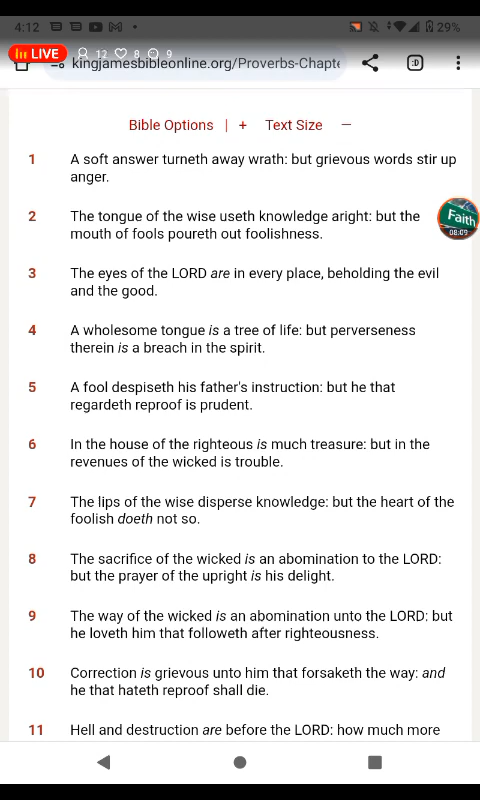 4:12
29%
LIVE 12 8 9
kingjamesbibleonline.org/Proverbs-Chapte
:D
Bible Options | + Text Size —
1 A soft answer turneth away wrath: but grievous words stir up
anger.
2 The tongue of the wise useth knowledge aright: but the
mouth of fools poureth out foolishness.
Faith
08:09
3 The eyes of the LORD are in every place, beholding the evil
and the good.
4 A wholesome tongue is a tree of life: but perverseness
therein is a breach in the spirit.
5 A fool despiseth his father's instruction: but he that
regardeth reproof is prudent.
6 In the house of the righteous is much treasure: but in the
revenues of the wicked is trouble.
7 The lips of the wise disperse knowledge: but the heart of the
foolish doeth not so.
8 The sacrifice of the wicked is an abomination to the LORD:
but the prayer of the upright is his delight.
9 The way of the wicked is an abomination unto the LORD: but
he loveth him that followeth after righteousness.
10 Correction is grievous unto him that forsaketh the way: and
he that hateth reproof shall die.
11 Hell and destruction are before the LORD: how much more